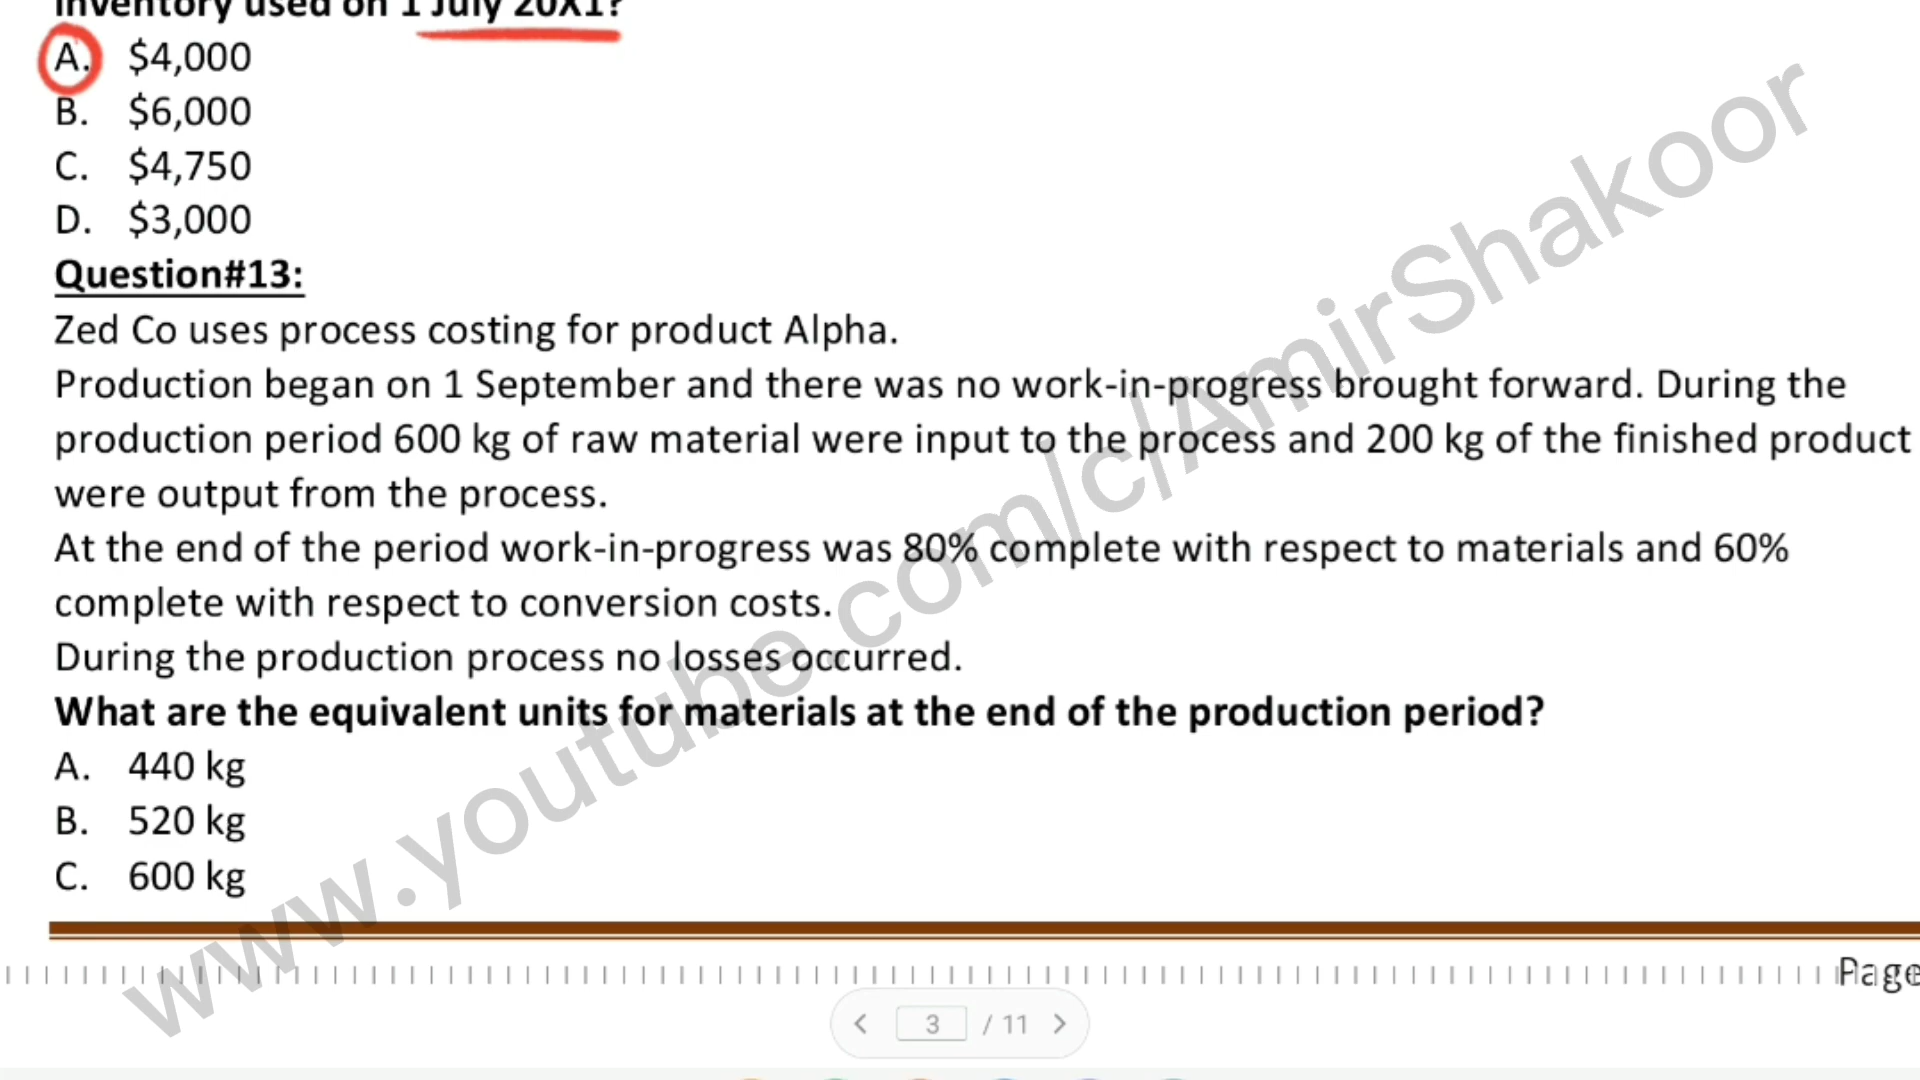 inventory used on 1 July 20X1?
A. $4,000
B. $6,000
C. $4,750
D. $3,000
Question#13:
Zed Co uses process costing for product Alpha.
Production began on 1 September and there was no work-in-progress brought forward. During the
production period 600 kg of raw material were input to the process and 200 kg of the finished product
were output from the process.
At the end of the period work-in-progress was 80% complete with respect to materials and 60%
complete with respect to conversion costs.
During the production process no losses occurred.
What are the equivalent units for materials at the end of the production period?
A. 440 kg
B. 520 kg
C. 600 kg
www.youtube.com/c/AmirShakoor
Page
3 / 11